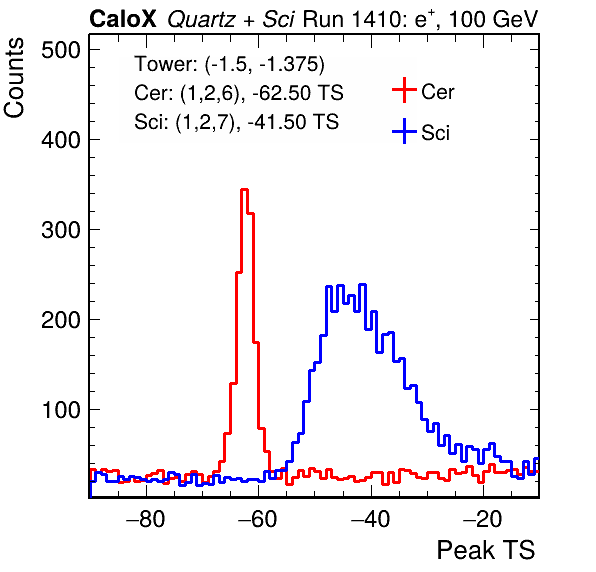 CaloX Quartz + Sci Run 1410: e⁺, 100 GeV
Counts
500
400
300
200
100
Tower: (-1.5, -1.375)
Cer: (1,2,6), -62.50 TS
Sci: (1,2,7), -41.50 TS
Cer
Sci
−80 −60 −40 −20
Peak TS